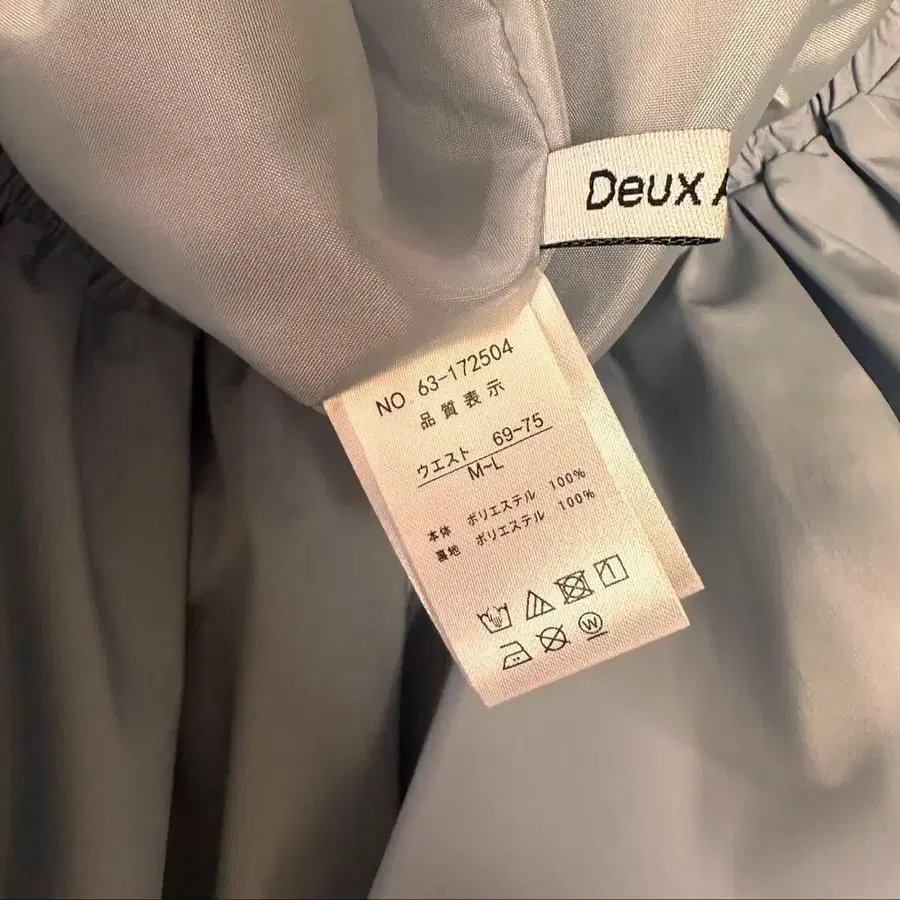 Deux A
NO. 63-172504
品質表示
ウエスト 69~75
M~L
本体 ポリエステル 100%
裏地 ポリエステル 100%
W